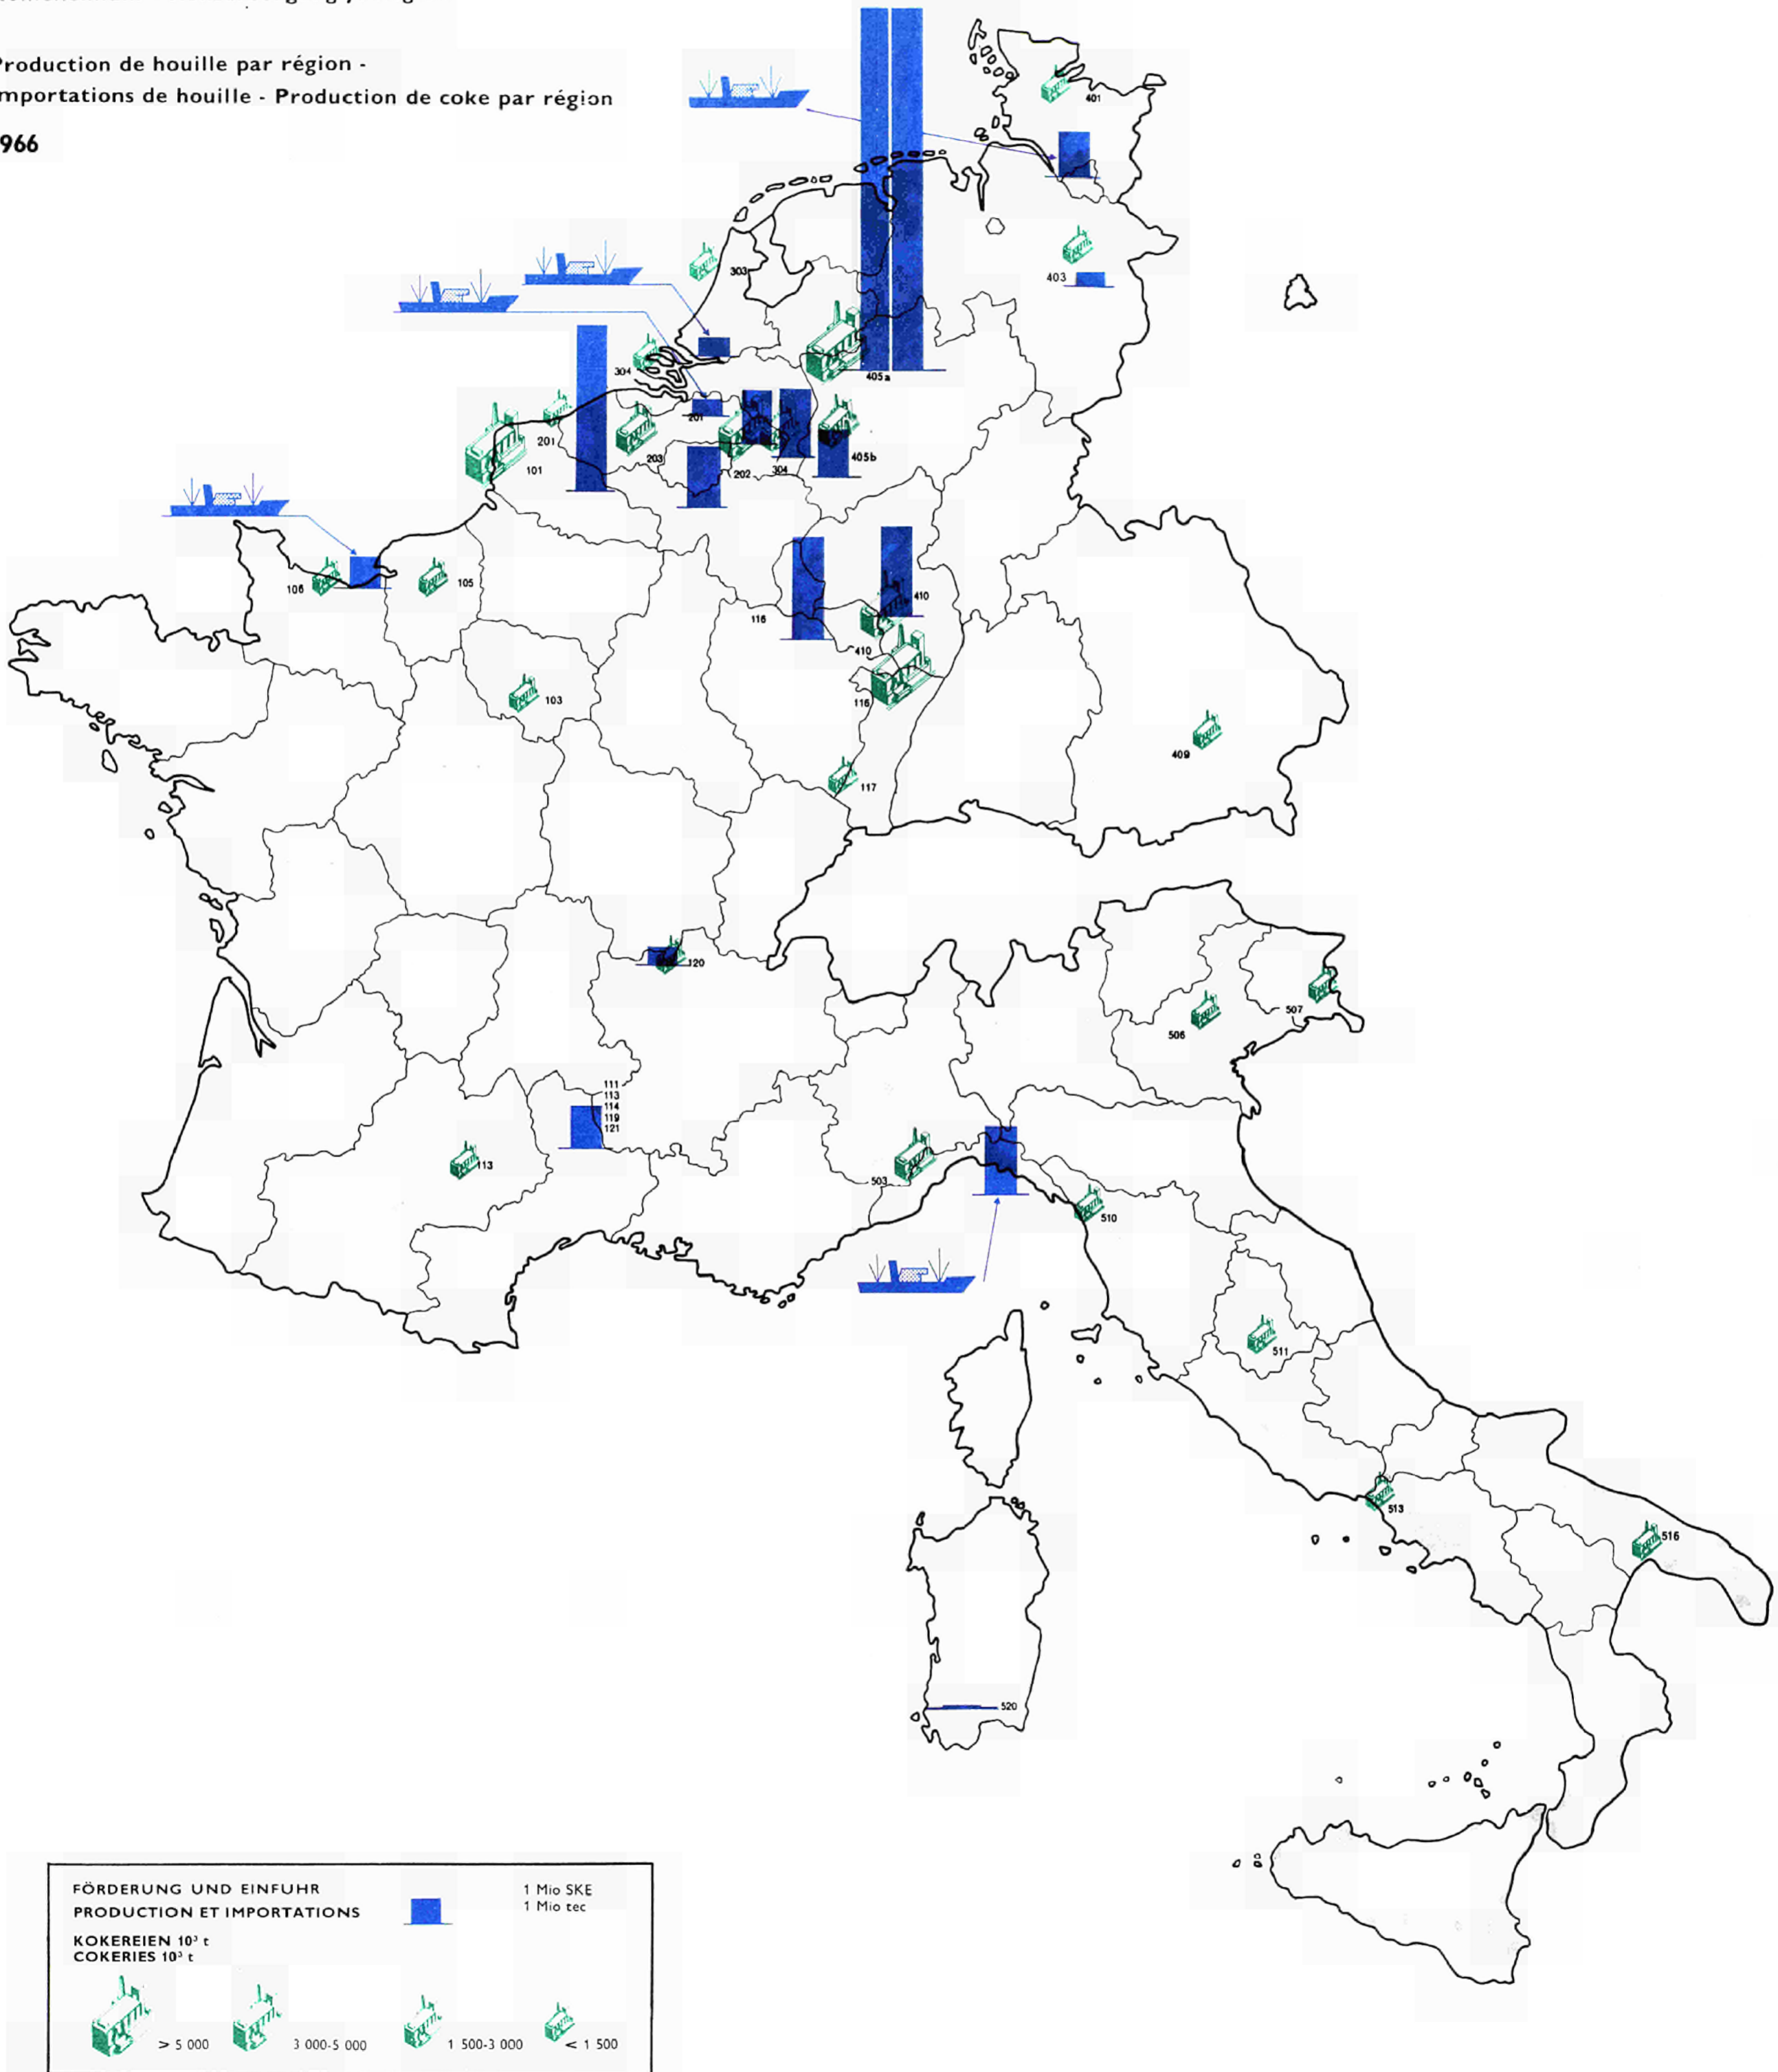 Production de houille par région -
mportations de houille - Production de coke par région
966
401
403
303
304
405a
201
201
203
202
304
405b
101
106
105
116
410
410
103
116
409
117
120
506
507
111
113
114
119
121
113
503
510
511
513
516
520
FÖRDERUNG UND EINFUHR
PRODUCTION ET IMPORTATIONS
1 Mio SKE
1 Mio tec
KOKEREIEN 10³ t
COKERIES 10³ t
> 5 000
3 000-5 000
1 500-3 000
< 1 500